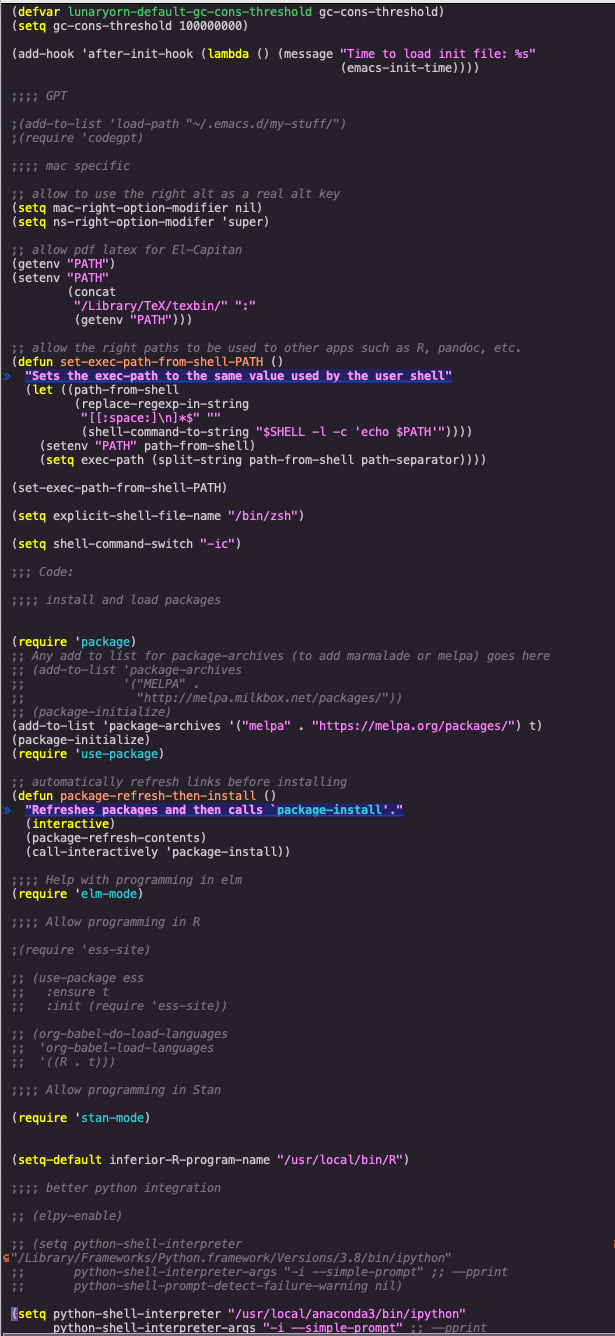 (defvar lunaryorn-default-gc-cons-threshold gc-cons-threshold)
(setq gc-cons-threshold 100000000)
(add-hook 'after-init-hook (lambda () (message "Time to load init file: %s"
(emacs-init-time))))
;;;; GPT
;(add-to-list 'load-path "~/.emacs.d/my-stuff/")
;(require 'codegpt)
;;;; mac specific
;; allow to use the right alt as a real alt key
(setq mac-right-option-modifier nil)
(setq ns-right-option-modifer 'super)
;; allow pdf latex for El-Capitan
(getenv "PATH")
(setenv "PATH"
(concat
"/Library/TeX/texbin/" ":"
(getenv "PATH")))
;; allow the right paths to be used to other apps such as R, pandoc, etc.
(defun set-exec-path-from-shell-PATH ()
"Sets the exec-path to the same value used by the user shell"
(let ((path-from-shell
(replace-regexp-in-string
"[[:space:]\n]*$" ""
(shell-command-to-string "$SHELL -l -c 'echo $PATH'"))))
(setenv "PATH" path-from-shell)
(setq exec-path (split-string path-from-shell path-separator))))
(set-exec-path-from-shell-PATH)
(setq explicit-shell-file-name "/bin/zsh")
(setq shell-command-switch "-ic")
;;; Code:
;;;; install and load packages
(require 'package)
;; Any add to list for package-archives (to add marmalade or melpa) goes here
;; (add-to-list 'package-archives
;; '("MELPA" .
;; "http://melpa.milkbox.net/packages/"))
;; (package-initialize)
(add-to-list 'package-archives '("melpa" . "https://melpa.org/packages/") t)
(package-initialize)
(require 'use-package)
;; automatically refresh links before installing
(defun package-refresh-then-install ()
"Refreshes packages and then calls `package-install'."
(interactive)
(package-refresh-contents)
(call-interactively 'package-install))
;;;; Help with programming in elm
(require 'elm-mode)
;;;; Allow programming in R
;(require 'ess-site)
;; (use-package ess
;; :ensure t
;; :init (require 'ess-site))
;; (org-babel-do-load-languages
;; 'org-babel-load-languages
;; '((R . t)))
;;;; Allow programming in Stan
(require 'stan-mode)
(setq-default inferior-R-program-name "/usr/local/bin/R")
;;;; better python integration
;; (elpy-enable)
;; (setq python-shell-interpreter
"/Library/Frameworks/Python.framework/Versions/3.8/bin/ipython"
;; python-shell-interpreter-args "-i --simple-prompt" ;; --pprint
;; python-shell-prompt-detect-failure-warning nil)
(setq python-shell-interpreter "/usr/local/anaconda3/bin/ipython"
python-shell-interpreter-args "-i --simple-prompt" ;; --pprint